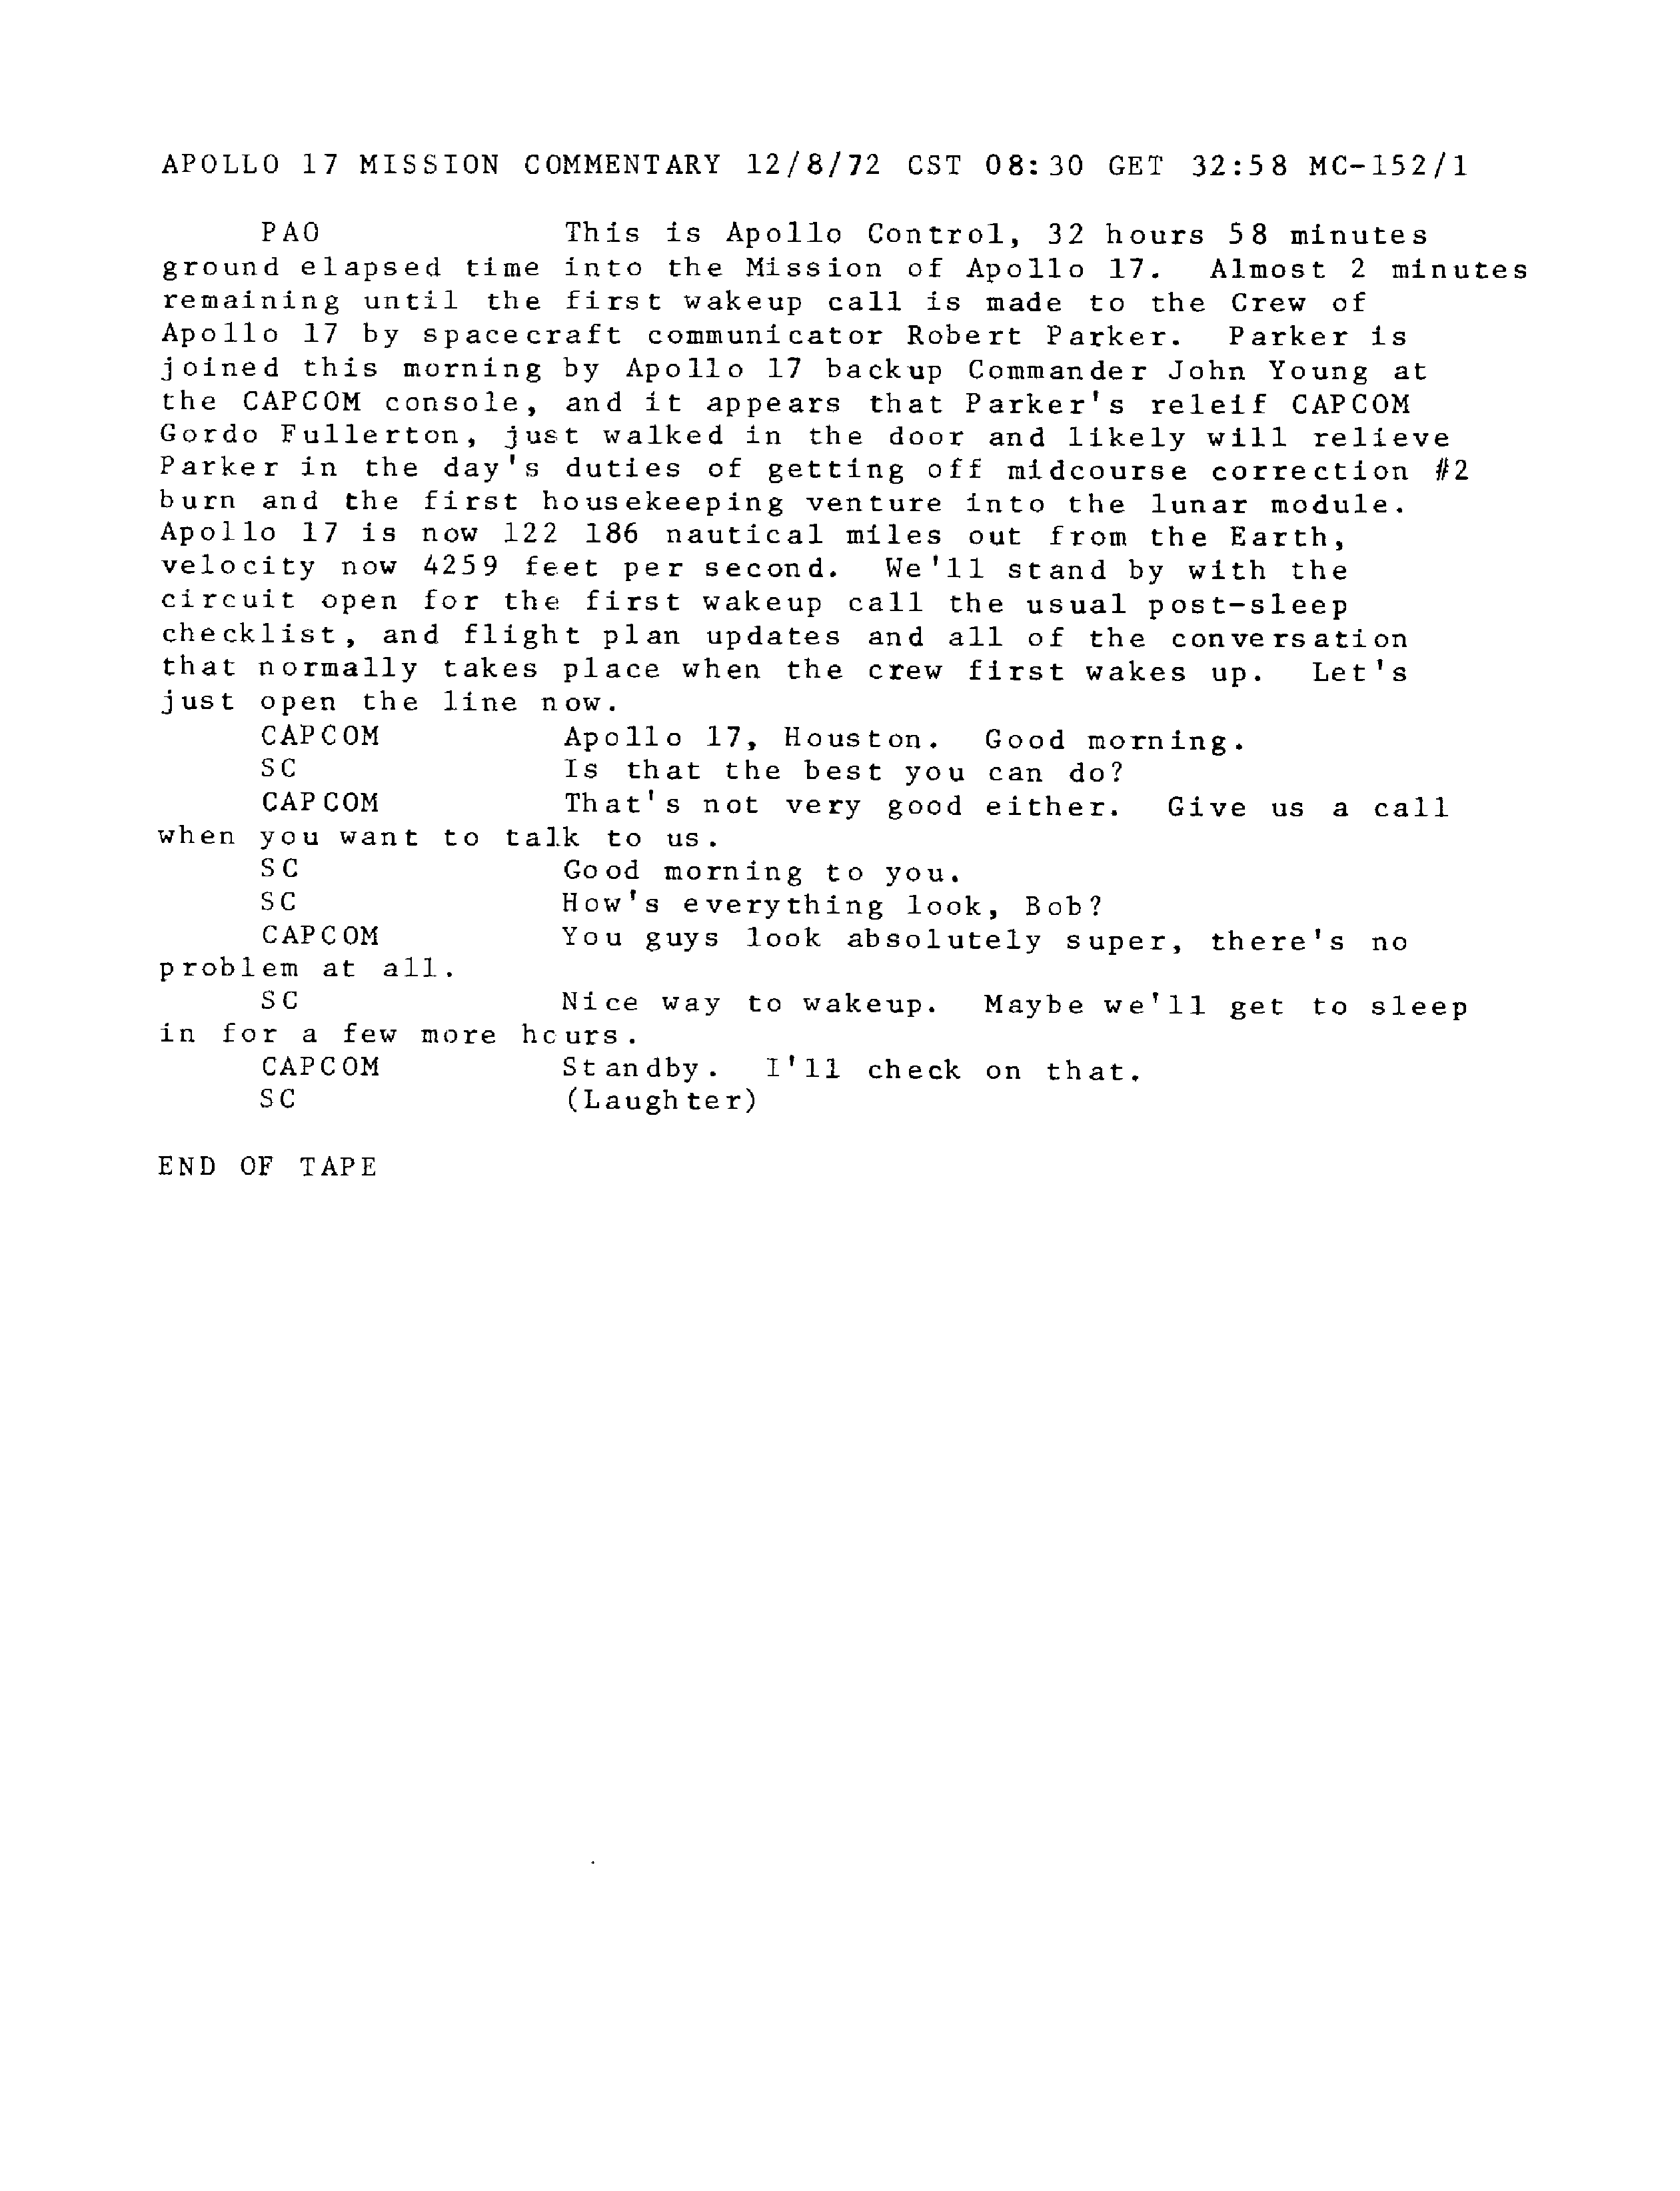 APOLLO 17 MISSION COMMENTARY 12/8/72 CST 08:30 GET 32:58 MC-152/1
PAO This is Apollo Control, 32 hours 58 minutes
ground elapsed time into the Mission of Apollo 17. Almost 2 minutes
remaining until the first wakeup call is made to the Crew of
Apollo 17 by spacecraft communicator Robert Parker. Parker is
joined this morning by Apollo 17 backup Commander John Young at
the CAPCOM console, and it appears that Parker's releif CAPCOM
Gordo Fullerton, just walked in the door and likely will relieve
Parker in the day's duties of getting off midcourse correction #2
burn and the first housekeeping venture into the lunar module.
Apollo 17 is now 122 186 nautical miles out from the Earth,
velocity now 4259 feet per second. We'll stand by with the
circuit open for the first wakeup call the usual post-sleep
checklist, and flight plan updates and all of the conversation
that normally takes place when the crew first wakes up. Let's
just open the line now.
CAPCOM Apollo 17, Houston. Good morning.
SC Is that the best you can do?
CAPCOM That's not very good either. Give us a call
when you want to talk to us.
SC Good morning to you.
SC How's everything look, Bob?
CAPCOM You guys look absolutely super, there's no
problem at all.
SC Nice way to wakeup. Maybe we'll get to sleep
in for a few more hours.
CAPCOM Standby. I'll check on that.
SC (Laughter)
END OF TAPE